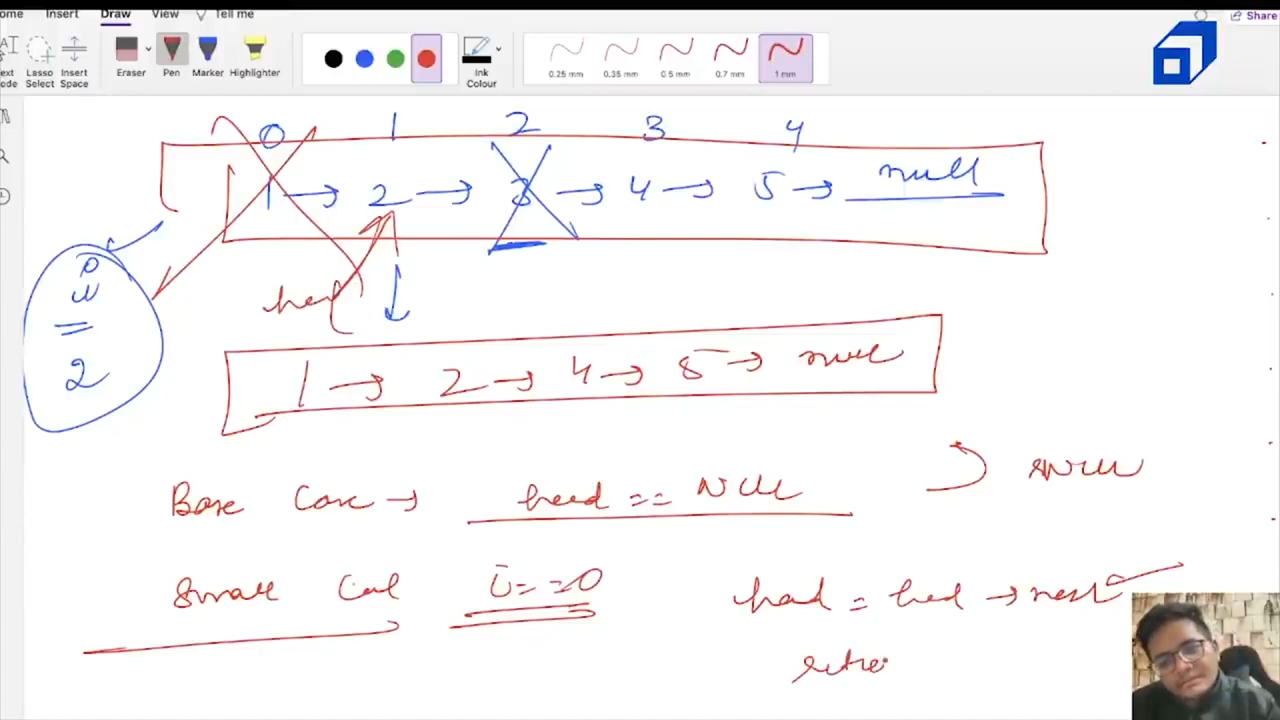 ome Insert Draw View Tell me Share
Eraser Pen Marker Highlighter
Text Mode Lasso Select Insert Space
Ink Colour
0.25 mm 0.35 mm 0.5 mm 0.7 mm 1 mm
0 1 2 3 4
1 → 2 → 3 → 4 → 5 → null
head
=
2
1 → 2 → 4 → 5 → null
Base Case → head == NULL NULL
Small Cal i==0 head = head → next